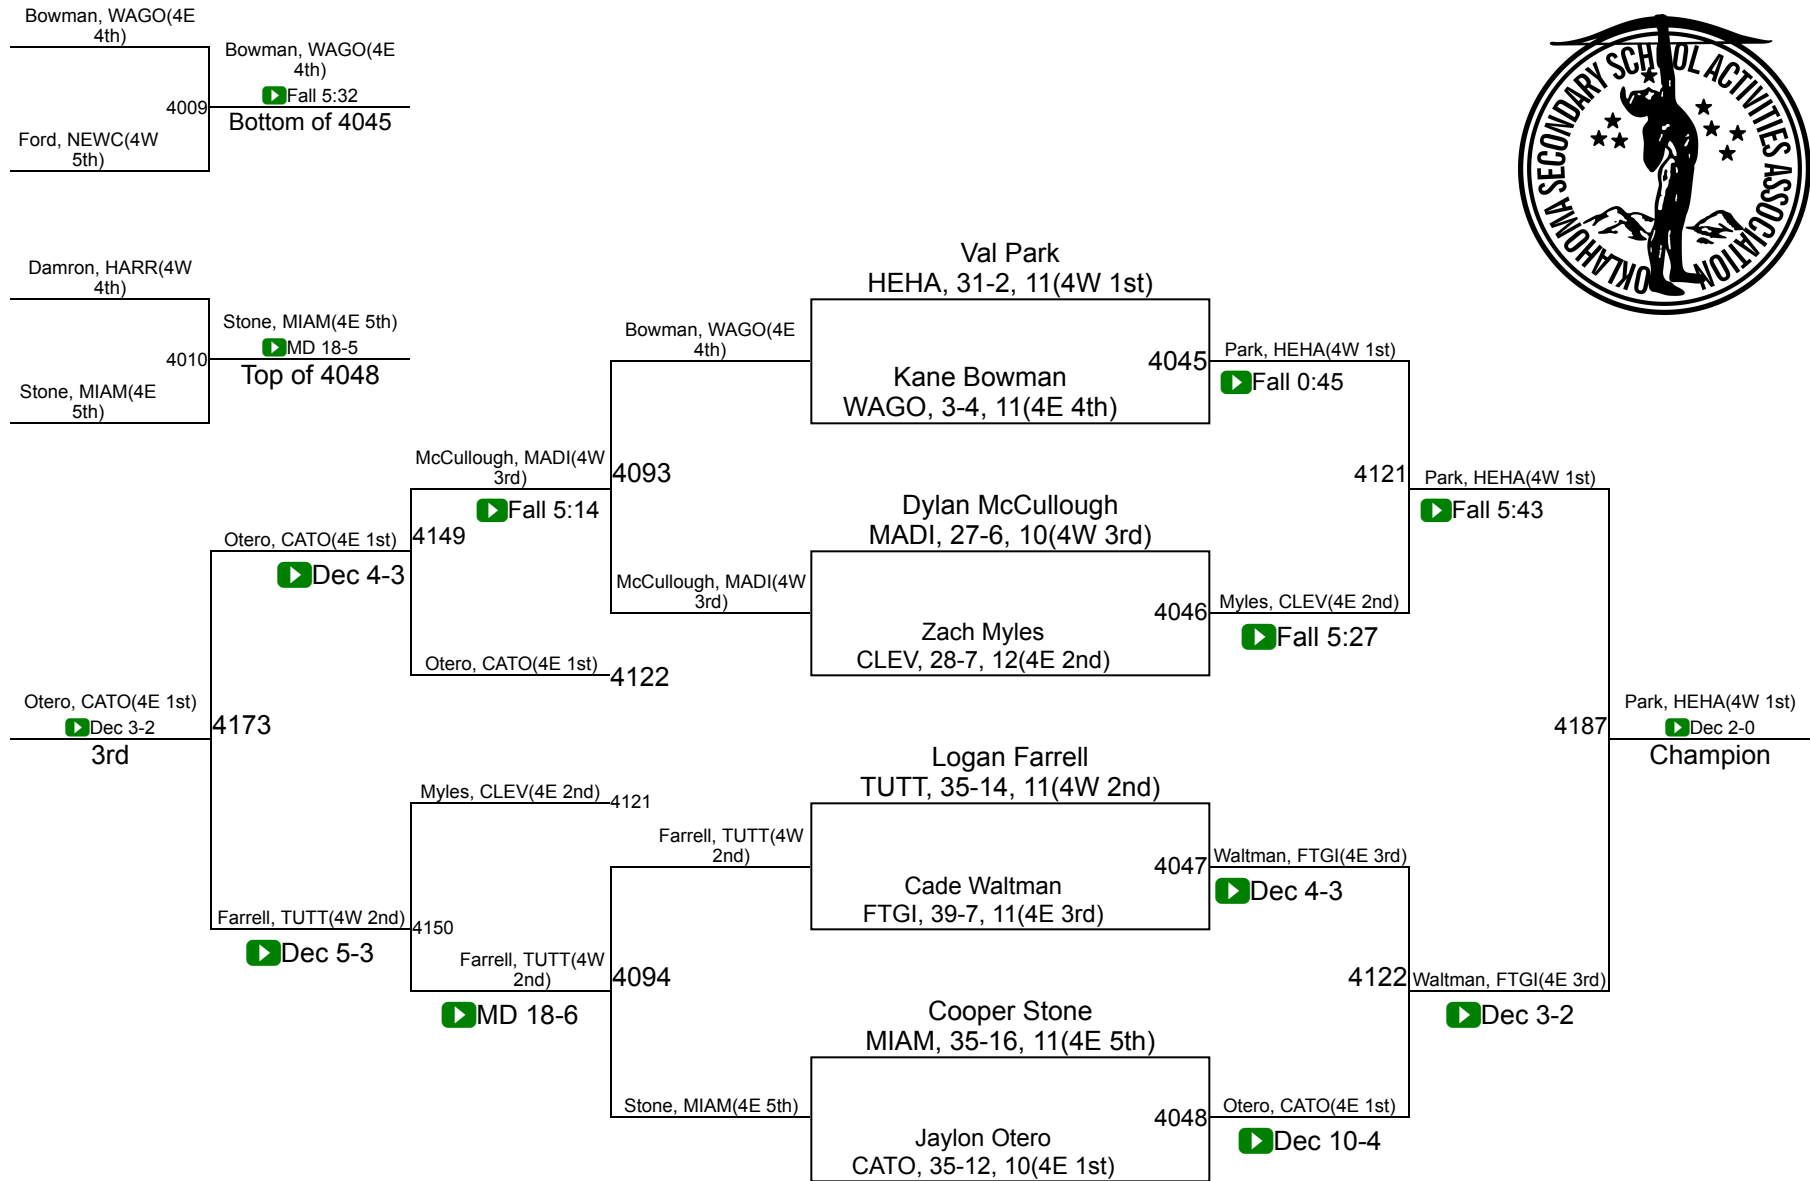 Bowman, WAGO(4E
4th)
4009
Ford, NEWC(4W
5th)
Bowman, WAGO(4E
4th)
Fall 5:32
Bottom of 4045
Damron, HARR(4W
4th)
4010
Stone, MIAM(4E
5th)
Stone, MIAM(4E 5th)
MD 18-5
Top of 4048
OKLAHOMA SECONDARY SCHOOL ACTIVITIES ASSOCIATION
Val Park
HEHA, 31-2, 11(4W 1st)
4045
Kane Bowman
WAGO, 3-4, 11(4E 4th)
Dylan McCullough
MADI, 27-6, 10(4W 3rd)
4046
Zach Myles
CLEV, 28-7, 12(4E 2nd)
Logan Farrell
TUTT, 35-14, 11(4W 2nd)
4047
Cade Waltman
FTGI, 39-7, 11(4E 3rd)
Cooper Stone
MIAM, 35-16, 11(4E 5th)
4048
Jaylon Otero
CATO, 35-12, 10(4E 1st)
Park, HEHA(4W 1st)
Fall 0:45
4121
Myles, CLEV(4E 2nd)
Fall 5:27
Waltman, FTGI(4E 3rd)
Dec 4-3
4122
Otero, CATO(4E 1st)
Dec 10-4
Park, HEHA(4W 1st)
Fall 5:43
4187
Waltman, FTGI(4E 3rd)
Dec 3-2
Park, HEHA(4W 1st)
Dec 2-0
Champion
Bowman, WAGO(4E
4th)
4093
McCullough, MADI(4W
3rd)
Farrell, TUTT(4W
2nd)
4094
Stone, MIAM(4E 5th)
McCullough, MADI(4W
3rd)
Fall 5:14
4149
Otero, CATO(4E 1st)
4122
Myles, CLEV(4E 2nd)
4121
4150
Farrell, TUTT(4W
2nd)
MD 18-6
Otero, CATO(4E 1st)
Dec 4-3
4173
Farrell, TUTT(4W 2nd)
Dec 5-3
Otero, CATO(4E 1st)
Dec 3-2
3rd